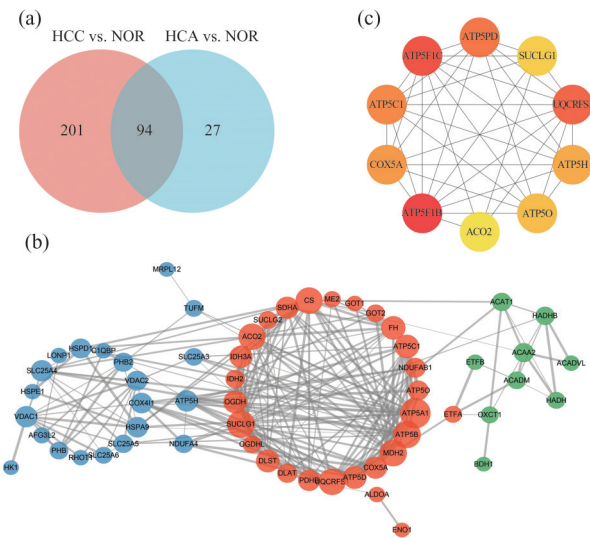 (a)
HCC vs. NOR
HCA vs. NOR
201
94
27
(c)
ATP5PD
ATP5F1C
SUCLG1
ATP5C1
UQCRFS
COX5A
ATP5H
ATP5F1B
ATP5O
ACO2
(b)
MRPL12
TUFM
HSPD1
C1QBP
LONP1
PHB2
SLC25A3
SLC25A4
VDAC2
HSPE1
COX4I1
ATP5H
VDAC1
HSPA9
AFG3L2
SLC25A5
NDUFA4
PHB
RHOT1
SLC25A6
HK1
CS
ME2
GOT1
SDHA
GOT2
SUCLG2
FH
ACO2
ATP5C1
IDH3A
NDUFAB1
IDH2
ATP5O
OGDH
ATP5A1
SUCLG1
ATP5B
OGDHL
MDH2
DLST
COX5A
DLAT
ATP5D
PDHB
UQCRFS
ALDOA
ENO1
ACAT1
HADHB
ACAA2
ETFB
ACADVL
ACADM
HADH
ETFA
OXCT1
BDH1